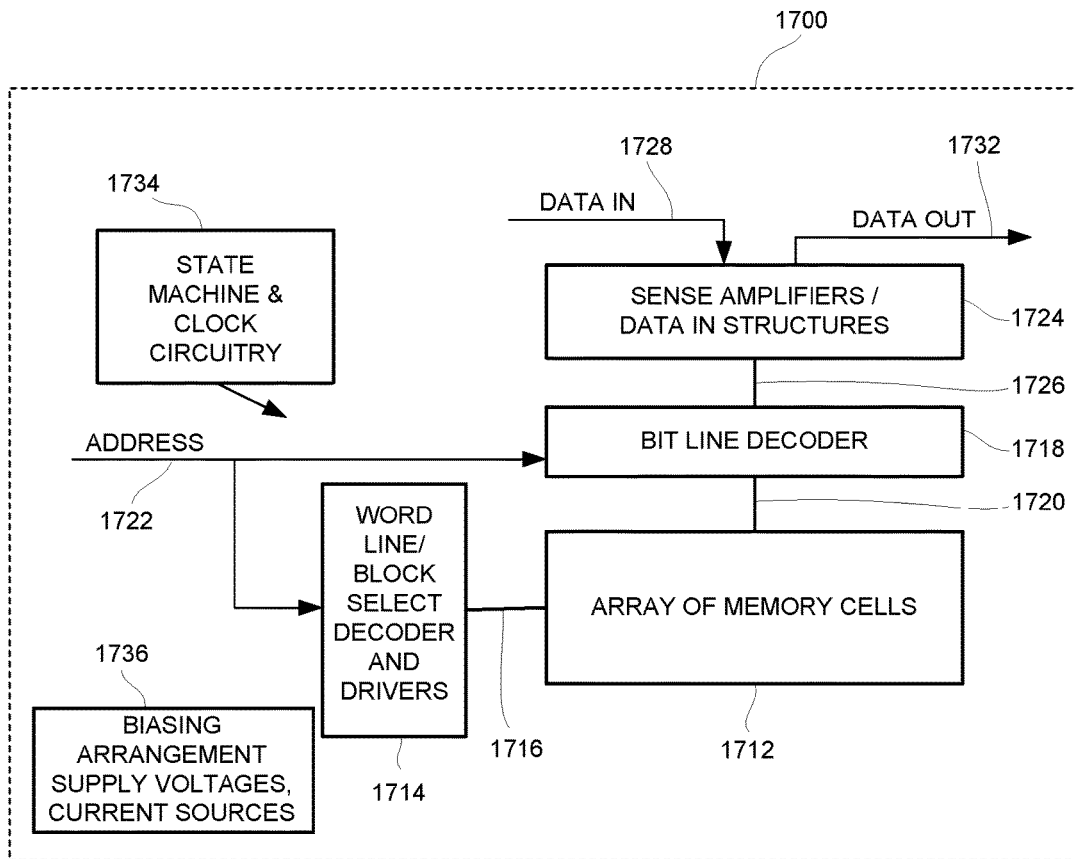 1700
1728
1732
1734
DATA IN
DATA OUT
STATE
MACHINE &
CLOCK
CIRCUITRY
SENSE AMPLIFIERS /
DATA IN STRUCTURES
1724
1726
ADDRESS
BIT LINE DECODER
1718
1722
1720
WORD
LINE/
BLOCK
SELECT
DECODER
AND
DRIVERS
ARRAY OF MEMORY CELLS
1736
BIASING
ARRANGEMENT
SUPPLY VOLTAGES,
CURRENT SOURCES
1714
1716
1712